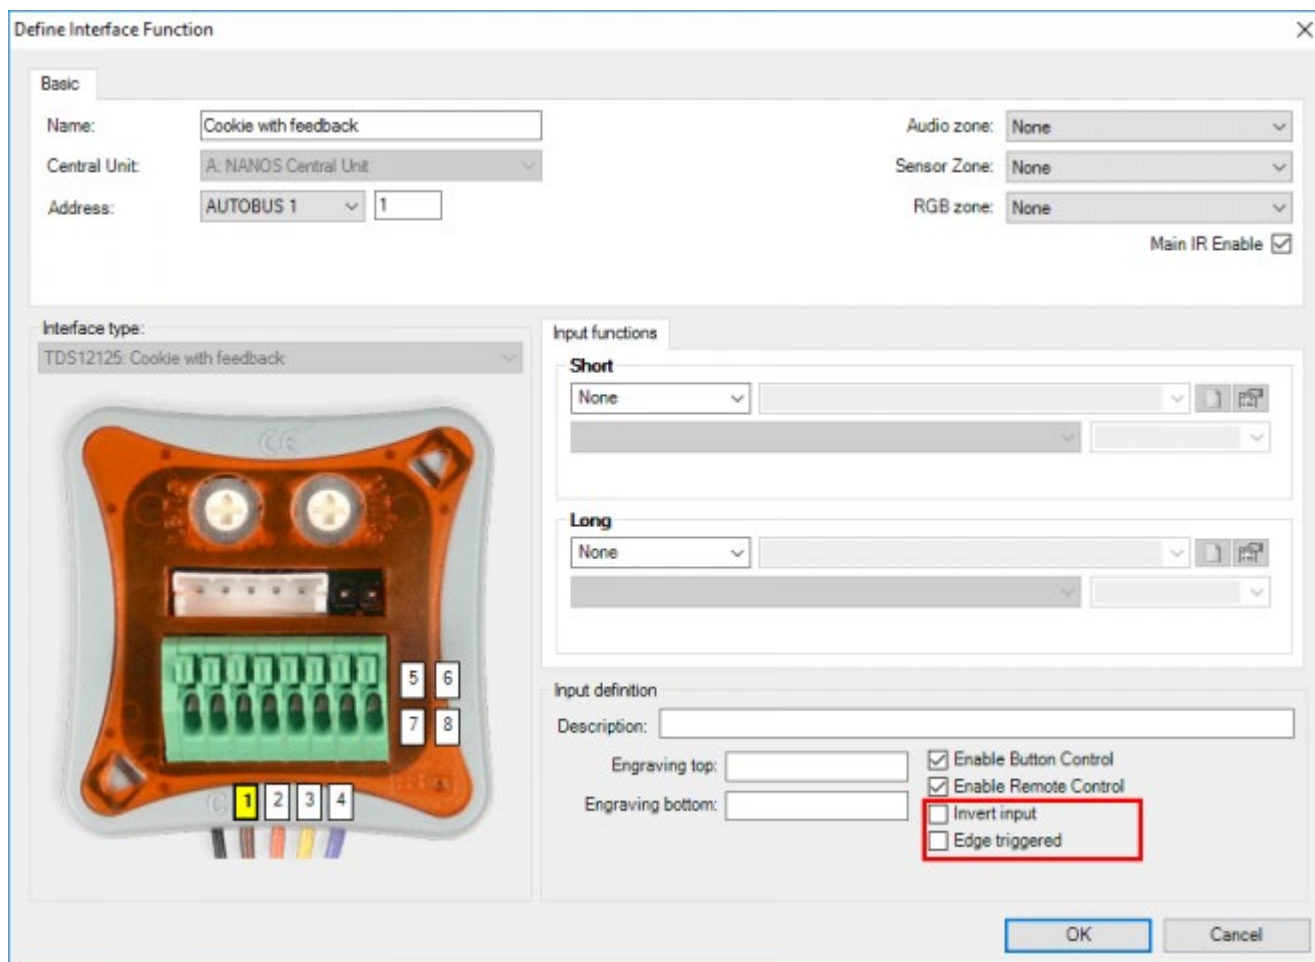 Define Interface Function
Basic
Name: Cookie with feedback
Central Unit: A: NANOS Central Unit
Address: AUTOBUS 1 1
Audio zone: None
Sensor Zone: None
RGB zone: None
Main IR Enable
Interface type:
TDS12125: Cookie with feedback
CE
5 6
7 8
1 2 3 4
Input functions
Short
None
Long
None
Input definition
Description:
Engraving top:
Engraving bottom:
Enable Button Control
Enable Remote Control
Invert input
Edge triggered
OK Cancel